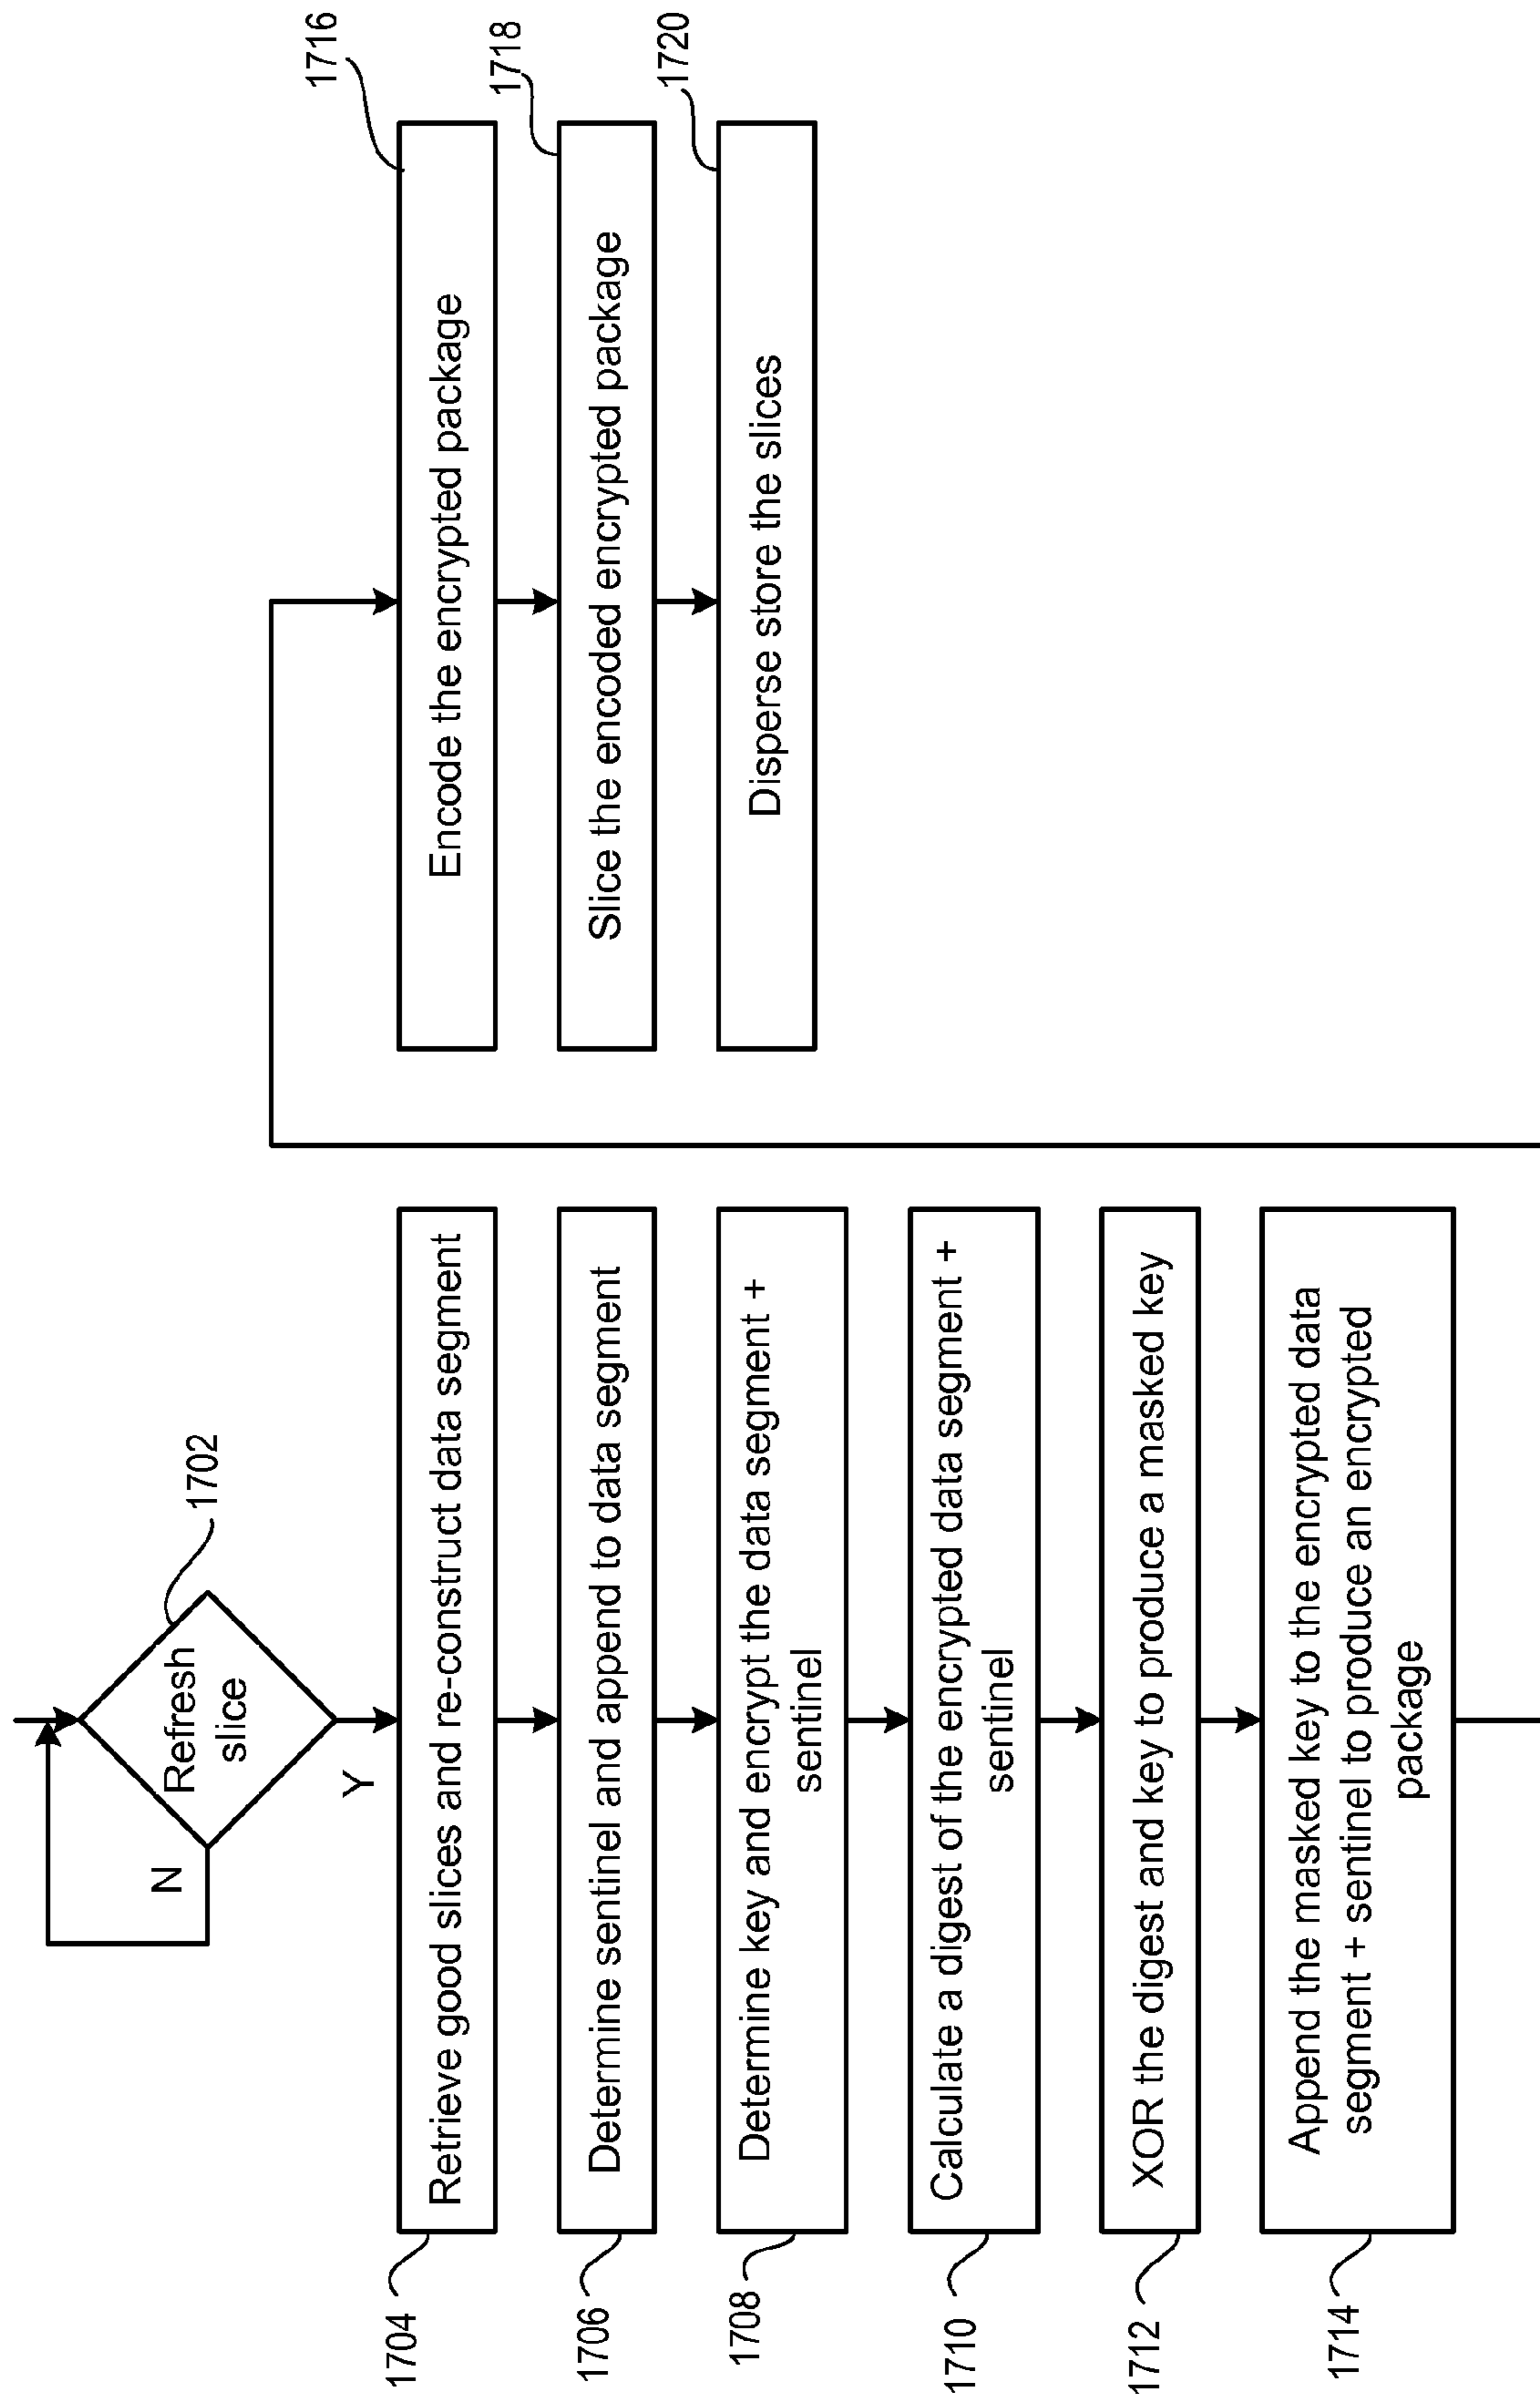 1702
Refresh
slice
N
Y
1704
Retrieve good slices and re-construct data segment
1706
Determine sentinel and append to data segment
1708
Determine key and encrypt the data segment +
sentinel
1710
Calculate a digest of the encrypted data segment +
sentinel
1712
XOR the digest and key to produce a masked key
1714
Append the masked key to the encrypted data
segment + sentinel to produce an encrypted
package
1716
Encode the encrypted package
1718
Slice the encoded encrypted package
1720
Disperse store the slices